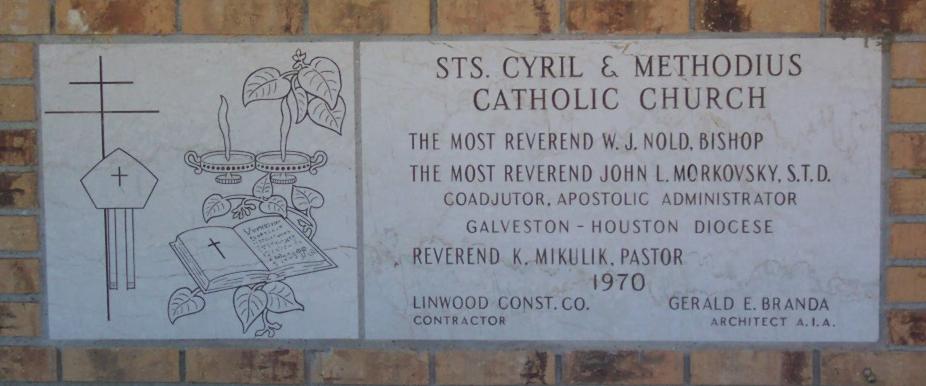 STS. CYRIL & METHODIUS
CATHOLIC CHURCH
THE MOST REVEREND W. J. NOLD, BISHOP
THE MOST REVEREND JOHN L. MORKOVSKY, S.T.D.
COADJUTOR, APOSTOLIC ADMINISTRATOR
GALVESTON - HOUSTON DIOCESE
REVEREND K. MIKULIK, PASTOR
1970
LINWOOD CONST. CO. GERALD E. BRANDA
CONTRACTOR ARCHITECT A.I.A.